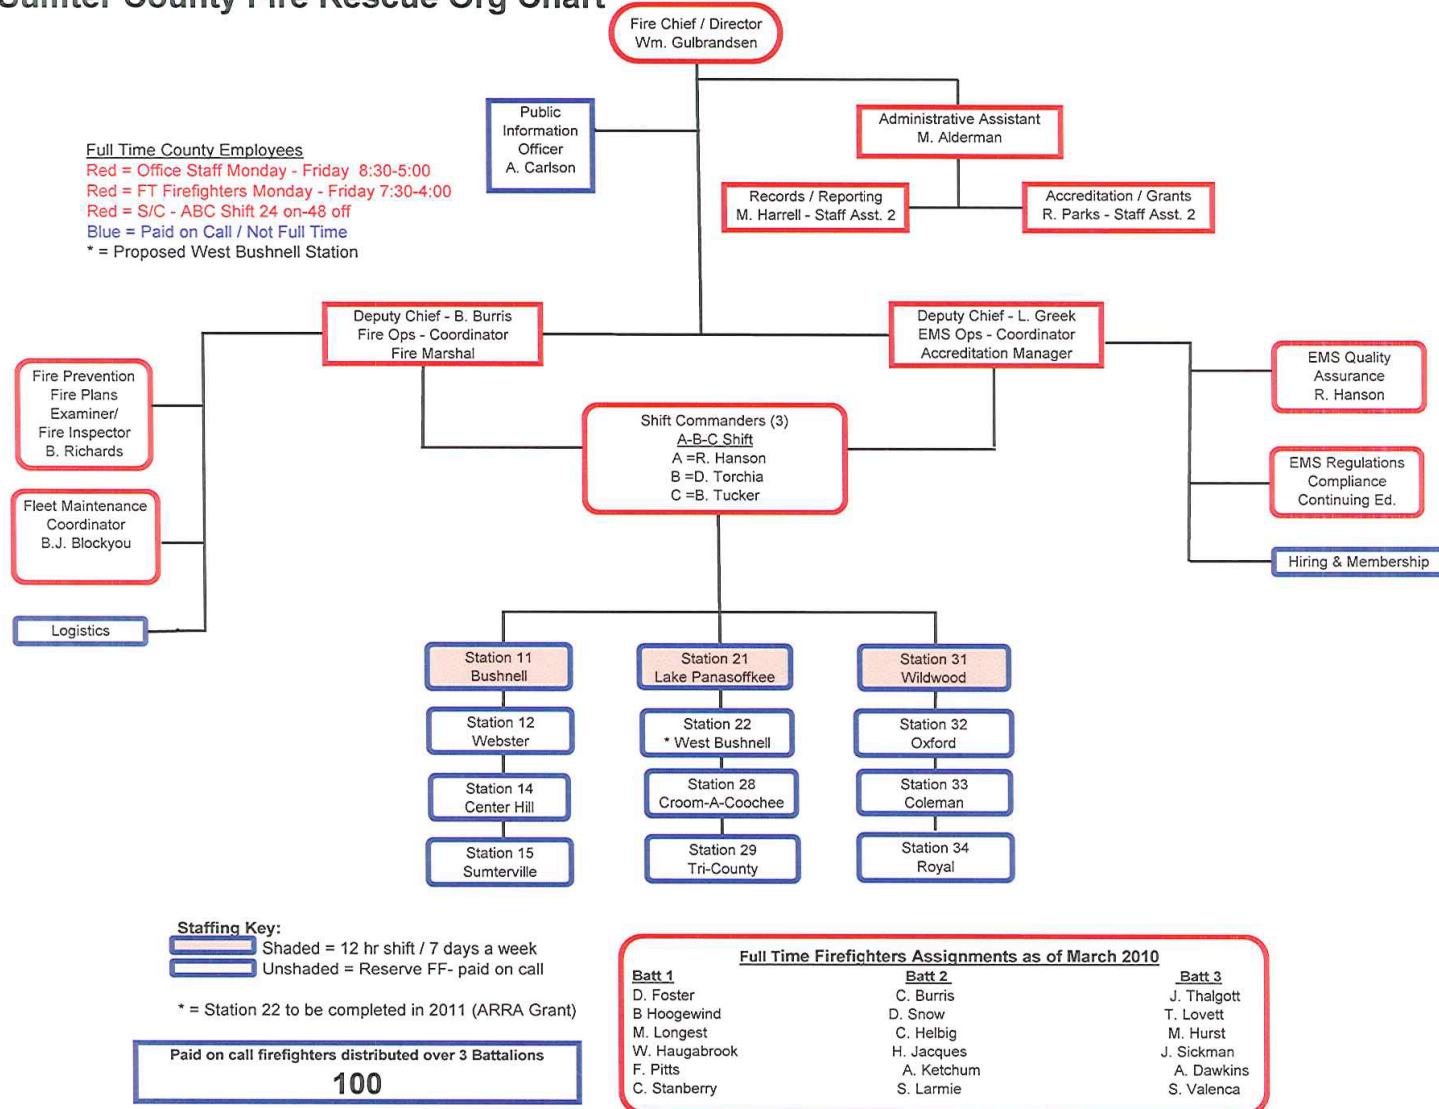 Sumter County Fire Rescue Org Chart
Fire Chief / Director
Wm. Gulbrandsen
Public
Information
Officer
A. Carlson
Administrative Assistant
M. Alderman
Records / Reporting
M. Harrell - Staff Asst. 2
Accreditation / Grants
R. Parks - Staff Asst. 2
Full Time County Employees
Red = Office Staff Monday - Friday 8:30-5:00
Red = FT Firefighters Monday - Friday 7:30-4:00
Red = S/C - ABC Shift 24 on-48 off
Blue = Paid on Call / Not Full Time
* = Proposed West Bushnell Station
Deputy Chief - B. Burris
Fire Ops - Coordinator
Fire Marshal
Deputy Chief - L. Greek
EMS Ops - Coordinator
Accreditation Manager
Fire Prevention
Fire Plans
Examiner/
Fire Inspector
B. Richards
Fleet Maintenance
Coordinator
B.J. Blockyou
Logistics
Shift Commanders (3)
A-B-C Shift
A =R. Hanson
B =D. Torchia
C =B. Tucker
EMS Quality
Assurance
R. Hanson
EMS Regulations
Compliance
Continuing Ed.
Hiring & Membership
Station 11
Bushnell
Station 12
Webster
Station 14
Center Hill
Station 15
Sumterville
Station 21
Lake Panasoffkee
Station 22
* West Bushnell
Station 28
Croom-A-Coochee
Station 29
Tri-County
Station 31
Wildwood
Station 32
Oxford
Station 33
Coleman
Station 34
Royal
Staffing Key:
Shaded = 12 hr shift / 7 days a week
Unshaded = Reserve FF- paid on call
* = Station 22 to be completed in 2011 (ARRA Grant)
Paid on call firefighters distributed over 3 Battalions
100
Full Time Firefighters Assignments as of March 2010
Batt 1
D. Foster
B Hoogewind
M. Longest
W. Haugabrook
F. Pitts
C. Stanberry
Batt 2
C. Burris
D. Snow
C. Helbig
H. Jacques
A. Ketchum
S. Larmie
Batt 3
J. Thalgott
T. Lovett
M. Hurst
J. Sickman
A. Dawkins
S. Valenca